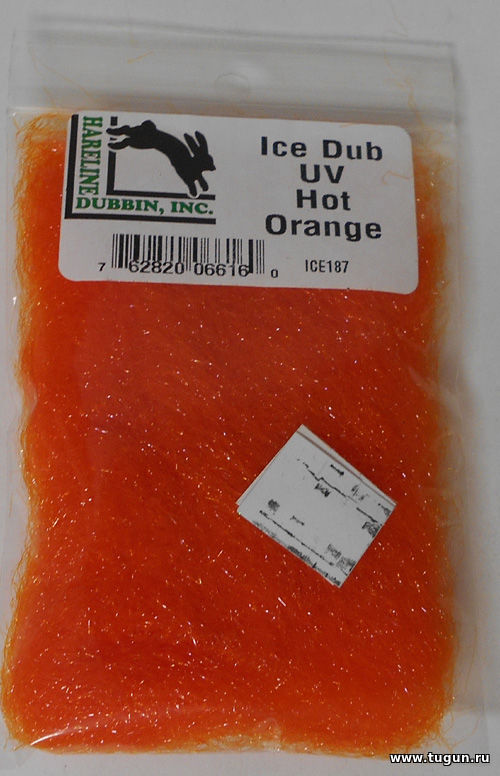 HARELINE
DUBBIN, INC.
Ice Dub
UV
Hot
Orange
7 62820 06616 0
ICE187
www.tugun.ru